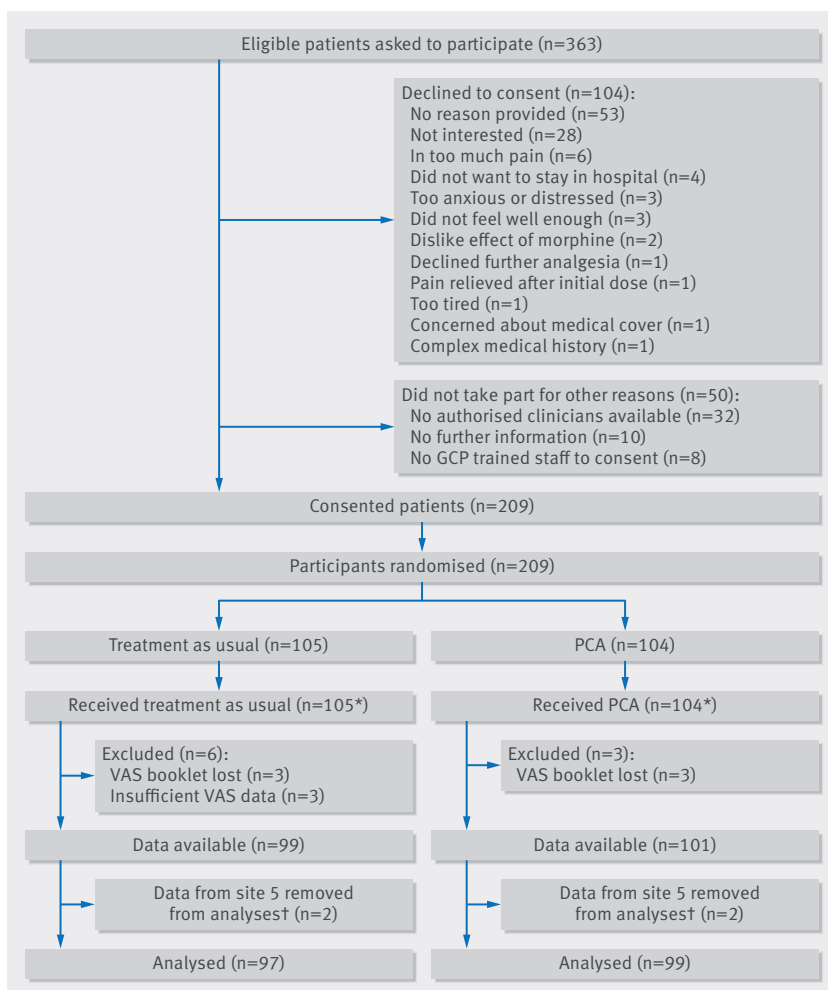 Eligible patients asked to participate (n=363)
Declined to consent (n=104):
No reason provided (n=53)
Not interested (n=28)
In too much pain (n=6)
Did not want to stay in hospital (n=4)
Too anxious or distressed (n=3)
Did not feel well enough (n=3)
Dislike effect of morphine (n=2)
Declined further analgesia (n=1)
Pain relieved after initial dose (n=1)
Too tired (n=1)
Concerned about medical cover (n=1)
Complex medical history (n=1)
Did not take part for other reasons (n=50):
No authorised clinicians available (n=32)
No further information (n=10)
No GCP trained staff to consent (n=8)
Consented patients (n=209)
Participants randomised (n=209)
Treatment as usual (n=105)
PCA (n=104)
Received treatment as usual (n=105*)
Received PCA (n=104*)
Excluded (n=6):
VAS booklet lost (n=3)
Insufficient VAS data (n=3)
Excluded (n=3):
VAS booklet lost (n=3)
Data available (n=99)
Data available (n=101)
Data from site 5 removed
from analyses† (n=2)
Data from site 5 removed
from analyses† (n=2)
Analysed (n=97)
Analysed (n=99)